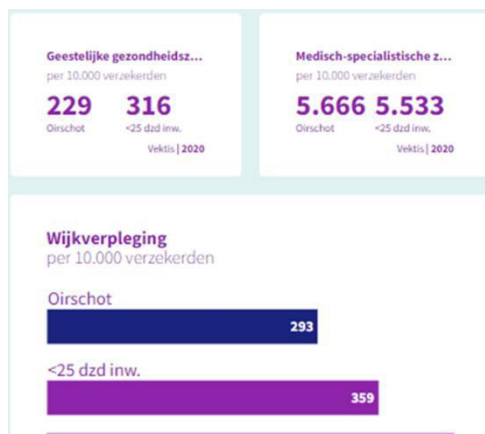 Geestelijke gezondheidsz...
per 10.000 verzekerden
229 316
Oirschot <25 dzd inw.
Vektis | 2020
Medisch-specialistische z...
per 10.000 verzekerden
5.666 5.533
Oirschot <25 dzd inw.
Vektis | 2020
Wijkverpleging
per 10.000 verzekerden
Oirschot
293
<25 dzd inw.
359